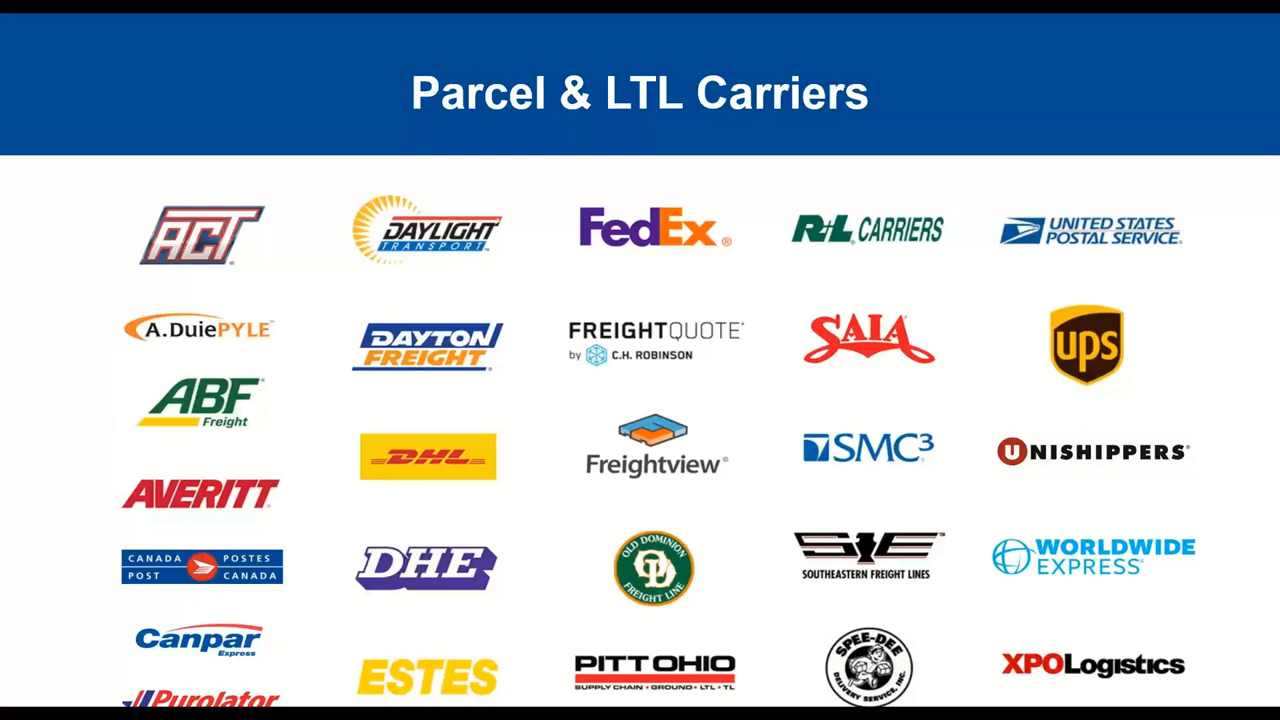 Parcel & LTL Carriers
ACT
A.DuiePYLE
ABF
Freight
AVERITT
CANADA POSTES
POST CANADA
Canpar
Express
Purolator
DAYLIGHT
TRANSPORT
DAYTON
FREIGHT
DHL
DHE
ESTES
FedEx
FREIGHTQUOTE
by C.H. ROBINSON
Freightview
OLD DOMINION
OD
FREIGHT LINE
PITT OHIO
SUPPLY CHAIN • GROUND • LTL • TL
R+L CARRIERS
SAIA
SMC³
SE
SOUTHEASTERN FREIGHT LINES
SPEE-DEE
DELIVERY SERVICE, INC.
UNITED STATES
POSTAL SERVICE
ups
UNISHIPPERS
WORLDWIDE
EXPRESS
XPOLogistics